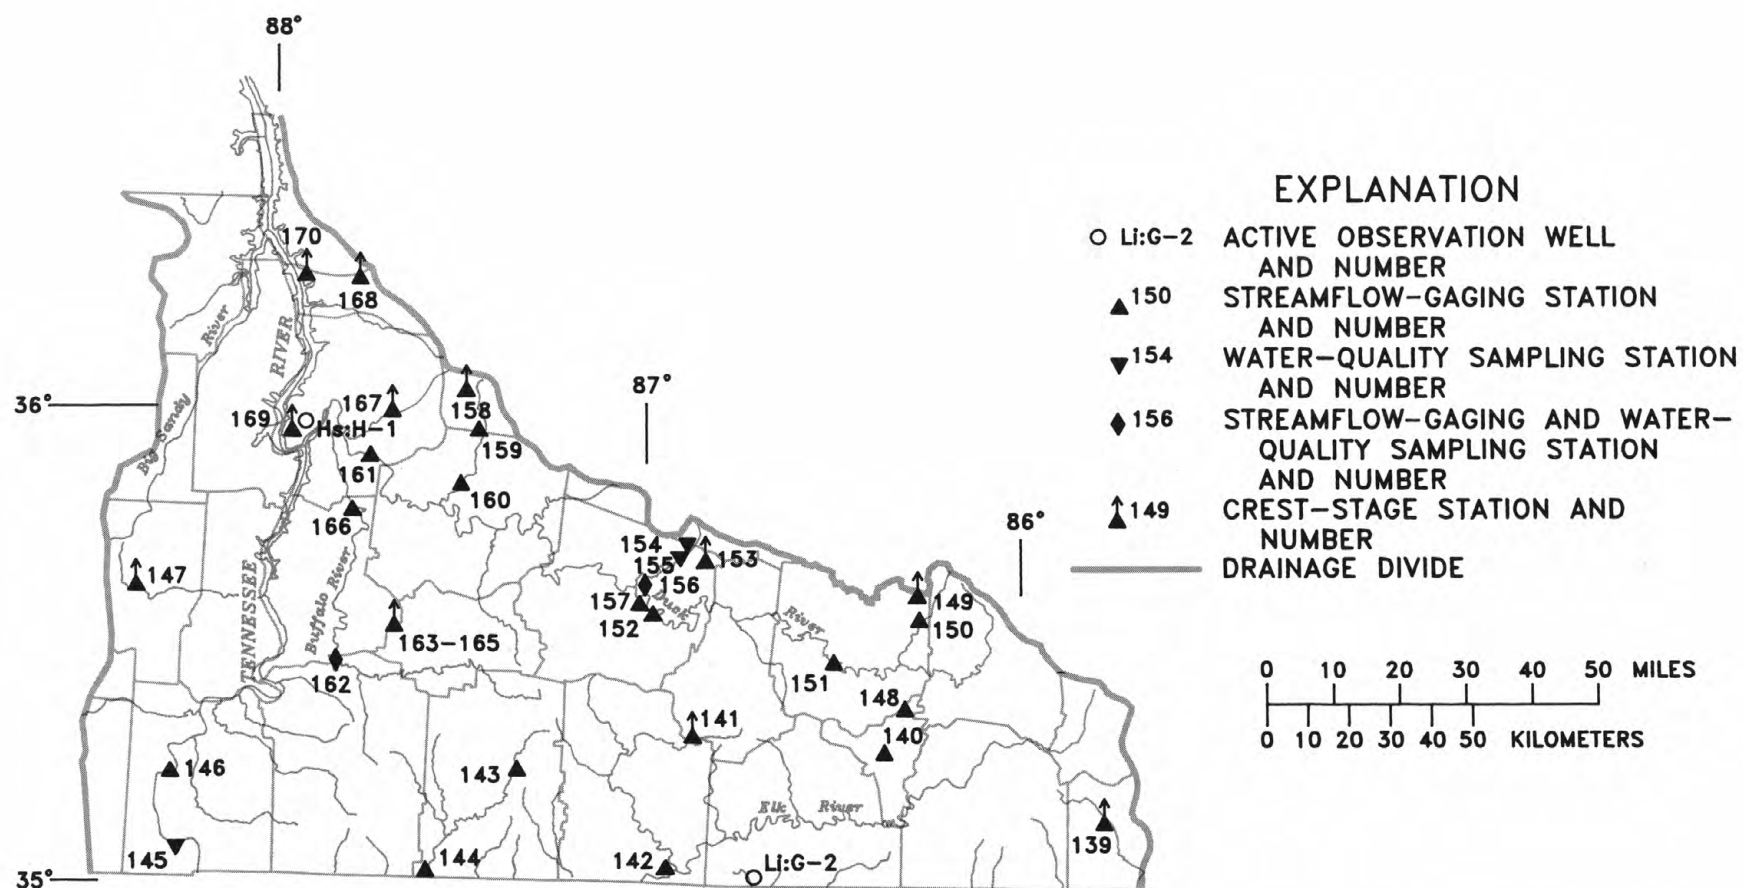 88°
170
168
River
RIVER
87°
36°
167
158
169
Hs:H-1
Big Sandy
159
161
160
166
86°
154
155
153
156
147
TENNESSEE
Buffalo River
157
Duck
River
149
152
150
163-165
162
151
148
141
140
146
143
Elk River
139
145
144
142
Li:G-2
35°
EXPLANATION
Li:G-2 ACTIVE OBSERVATION WELL
AND NUMBER
150 STREAMFLOW-GAGING STATION
AND NUMBER
154 WATER-QUALITY SAMPLING STATION
AND NUMBER
156 STREAMFLOW-GAGING AND WATER-
QUALITY SAMPLING STATION
AND NUMBER
149 CREST-STAGE STATION AND
NUMBER
DRAINAGE DIVIDE
0 10 20 30 40 50 MILES
0 10 20 30 40 50 KILOMETERS